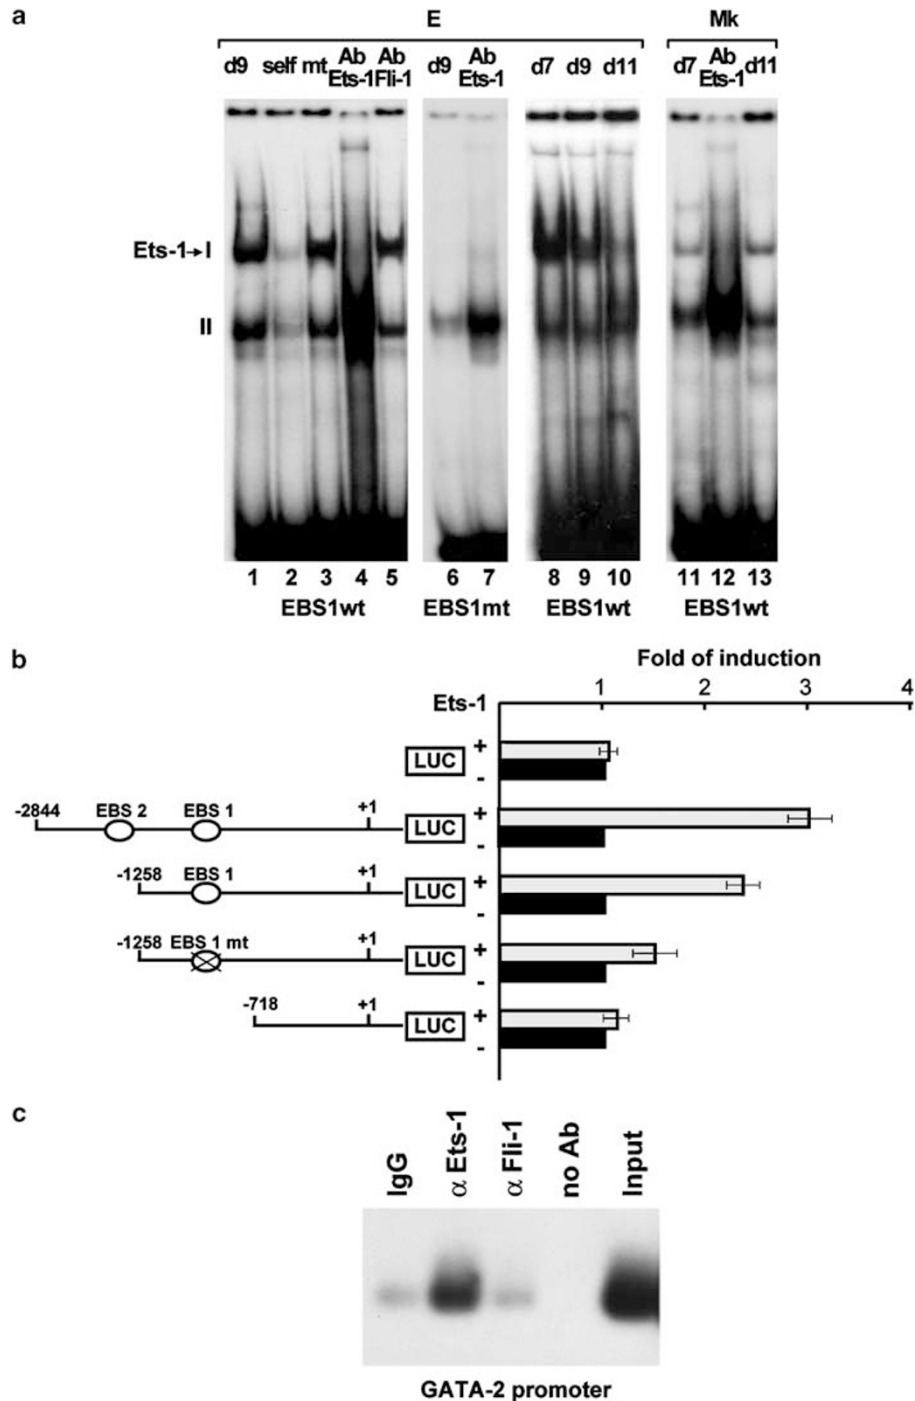 a
E Mk
d9 self mt Ab Ets-1 Ab Fli-1 d9 Ab Ets-1 d7 d9 d11 d7 Ab Ets-1 d11
Ets-1→I
II
1 2 3 4 5 6 7 8 9 10 11 12 13
EBS1wt EBS1mt EBS1wt EBS1wt
b
Fold of induction
Ets-1 1 2 3 4
LUC + -
-2844 EBS 2 EBS 1 +1 LUC + -
-1258 EBS 1 +1 LUC + -
-1258 EBS 1 mt +1 LUC + -
-718 +1 LUC + -
c
IgG α Ets-1 α Fli-1 no Ab Input
GATA-2 promoter